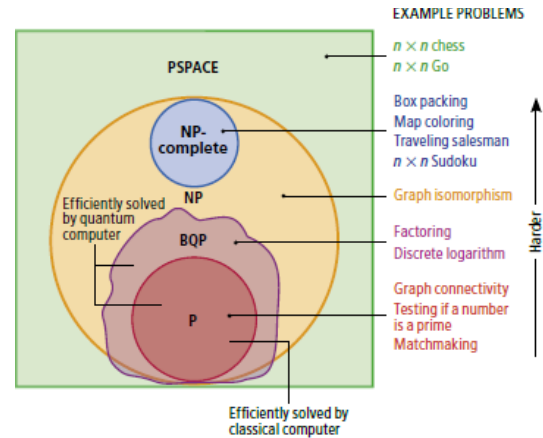 EXAMPLE PROBLEMS
PSPACE
n × n chess
n × n Go
NP-
complete
Box packing
Map coloring
Traveling salesman
n × n Sudoku
NP
Graph isomorphism
Efficiently solved
by quantum
computer
BQP
Factoring
Discrete logarithm
P
Graph connectivity
Testing if a number
is a prime
Matchmaking
Harder
Efficiently solved by
classical computer